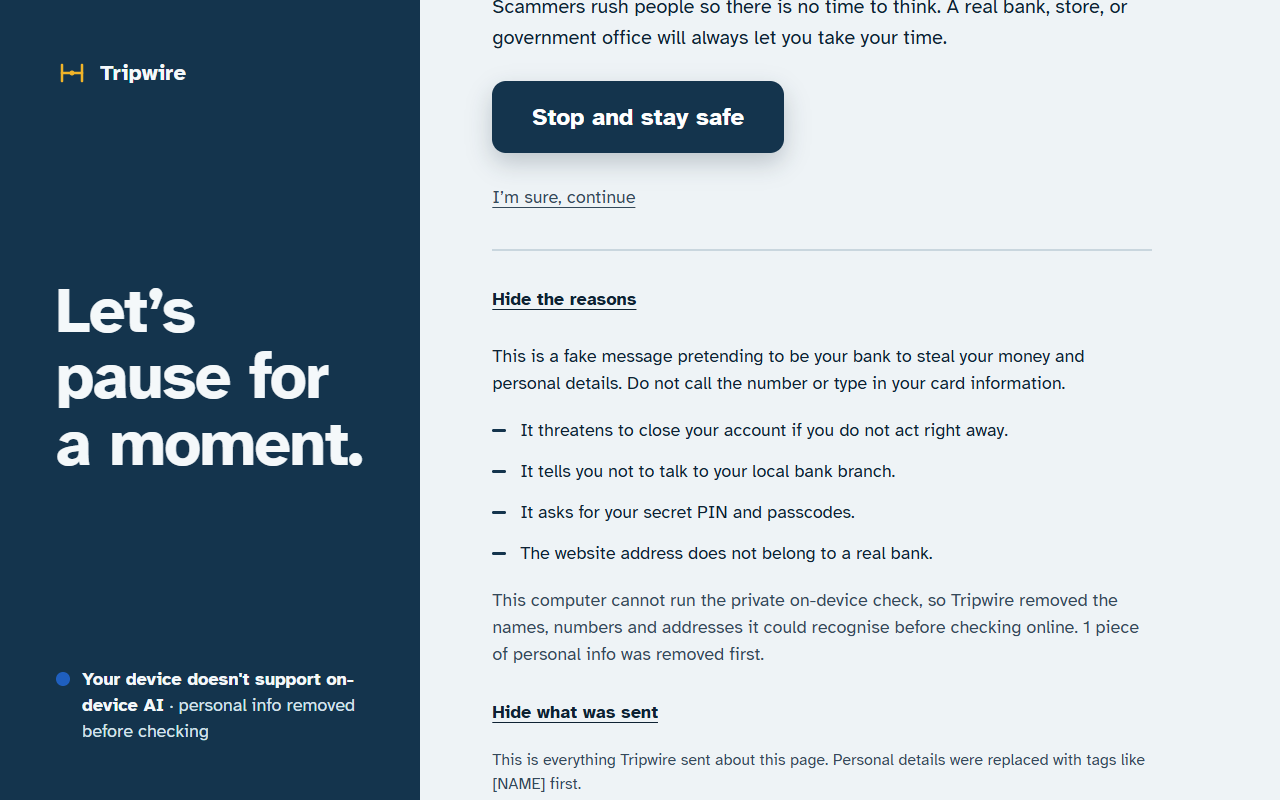 Tripwire
Let's
pause for
a moment.
Your device doesn't support on-
device AI · personal info removed
before checking
Scammers rush people so there is no time to think. A real bank, store, or
government office will always let you take your time.
Stop and stay safe
I'm sure, continue
Hide the reasons
This is a fake message pretending to be your bank to steal your money and
personal details. Do not call the number or type in your card information.
It threatens to close your account if you do not act right away.
It tells you not to talk to your local bank branch.
It asks for your secret PIN and passcodes.
The website address does not belong to a real bank.
This computer cannot run the private on-device check, so Tripwire removed the
names, numbers and addresses it could recognise before checking online. 1 piece
of personal info was removed first.
Hide what was sent
This is everything Tripwire sent about this page. Personal details were replaced with tags like
[NAME] first.